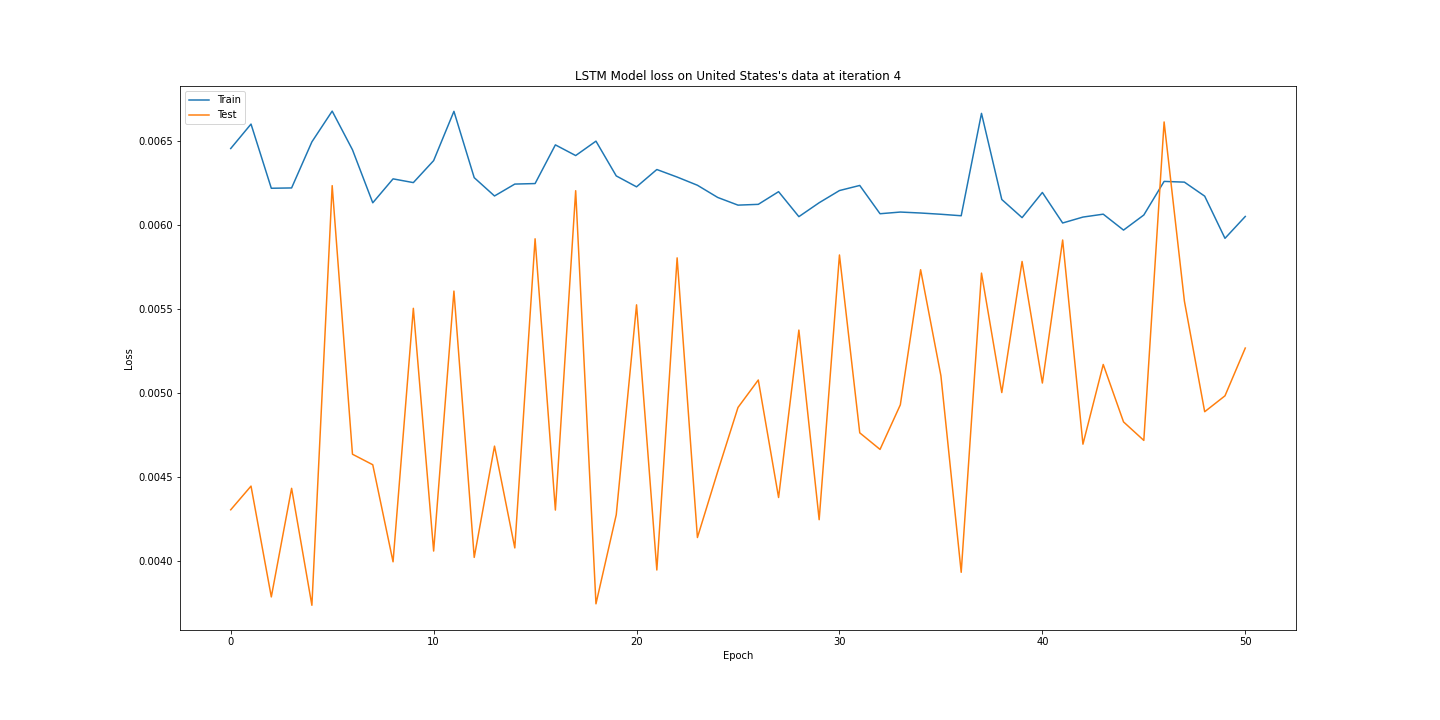 LSTM Model loss on United States's data at iteration 4
Train
Test
0.0065
0.0060
0.0055
0.0050
0.0045
0.0040
Loss
0 10 20 30 40 50
Epoch